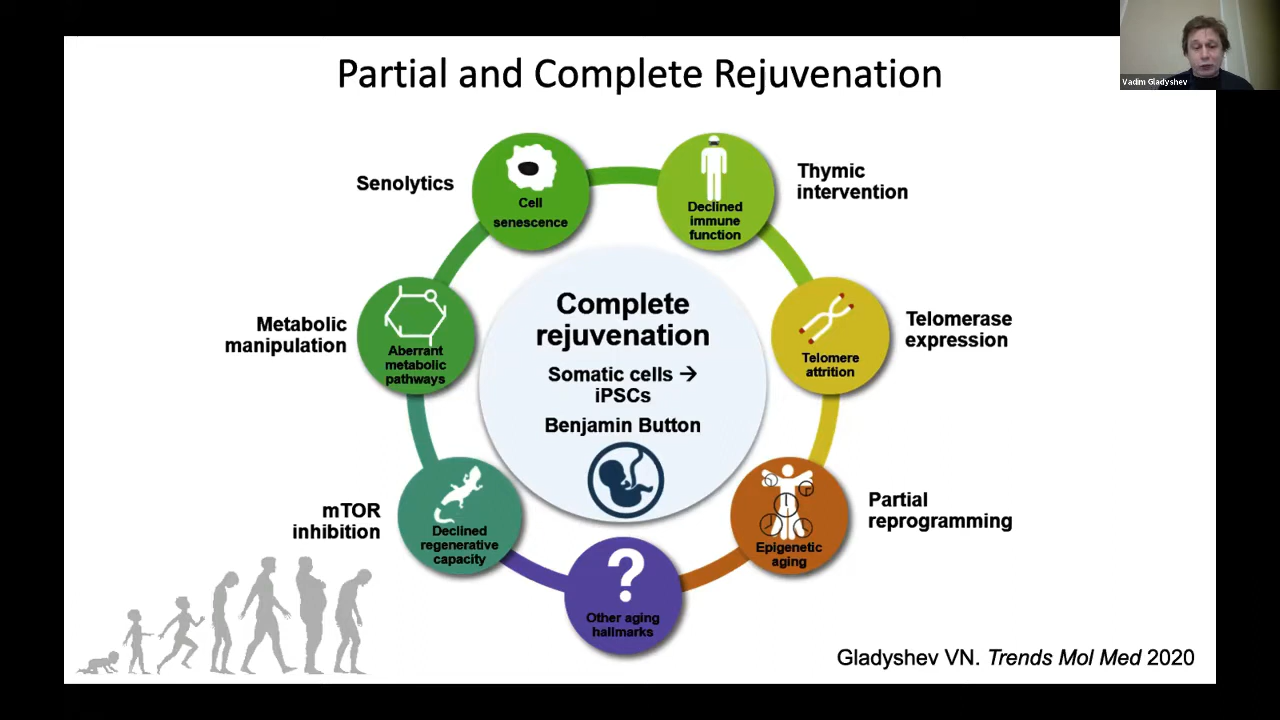 Partial and Complete Rejuvenation
Vadim Gladyshev
Senolytics
Cell
senescence
Declined
immune
function
Thymic
intervention
Metabolic
manipulation
Aberrant
metabolic
pathways
Complete
rejuvenation
Somatic cells →
iPSCs
Benjamin Button
Telomere
attrition
Telomerase
expression
mTOR
inhibition
Declined
regenerative
capacity
?
Other aging
hallmarks
Epigenetic
aging
Partial
reprogramming
Gladyshev VN. Trends Mol Med 2020